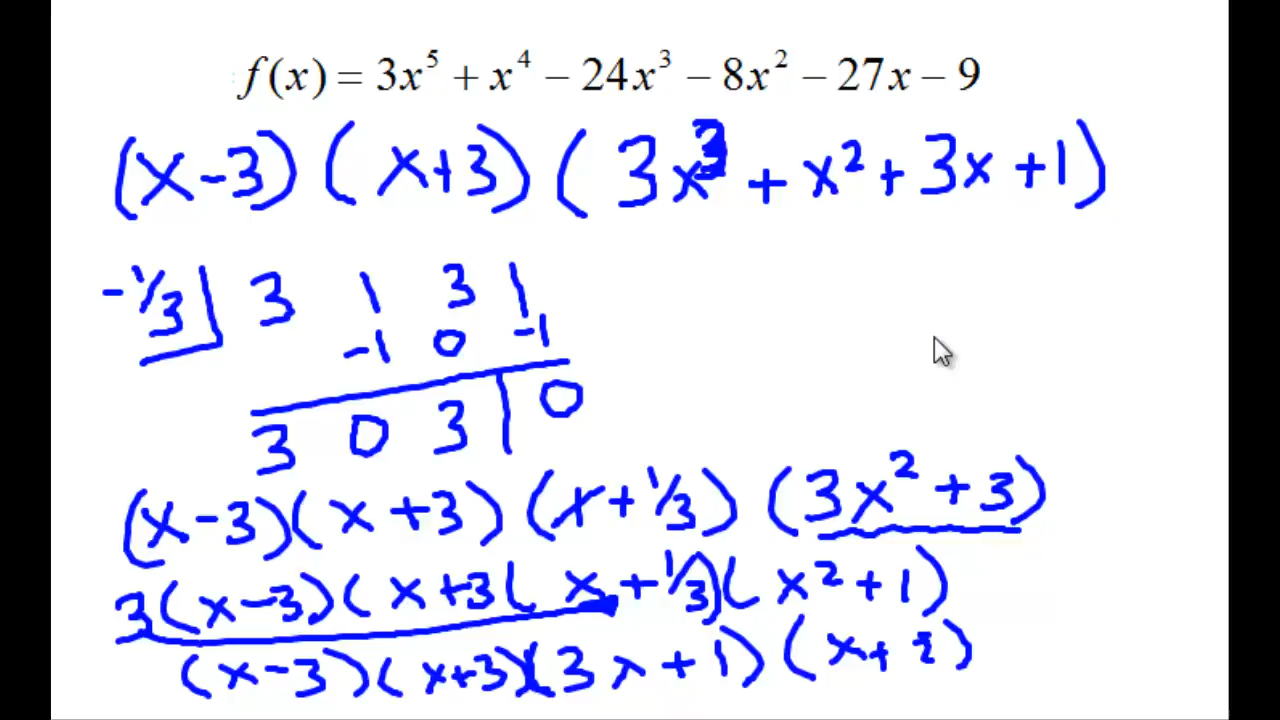 f(x) = 3x⁵ + x⁴ − 24x³ − 8x² − 27x − 9
(x-3)(x+3)(3x³ + x² + 3x + 1)
-1/3 | 3 1 3 1
-1 0 -1
3 0 3 | 0
(x-3)(x+3)(x+1/3)(3x²+3)
3(x-3)(x+3(x+1/3)(x²+1)
(x-3)(x+3)(3x+1)(x+